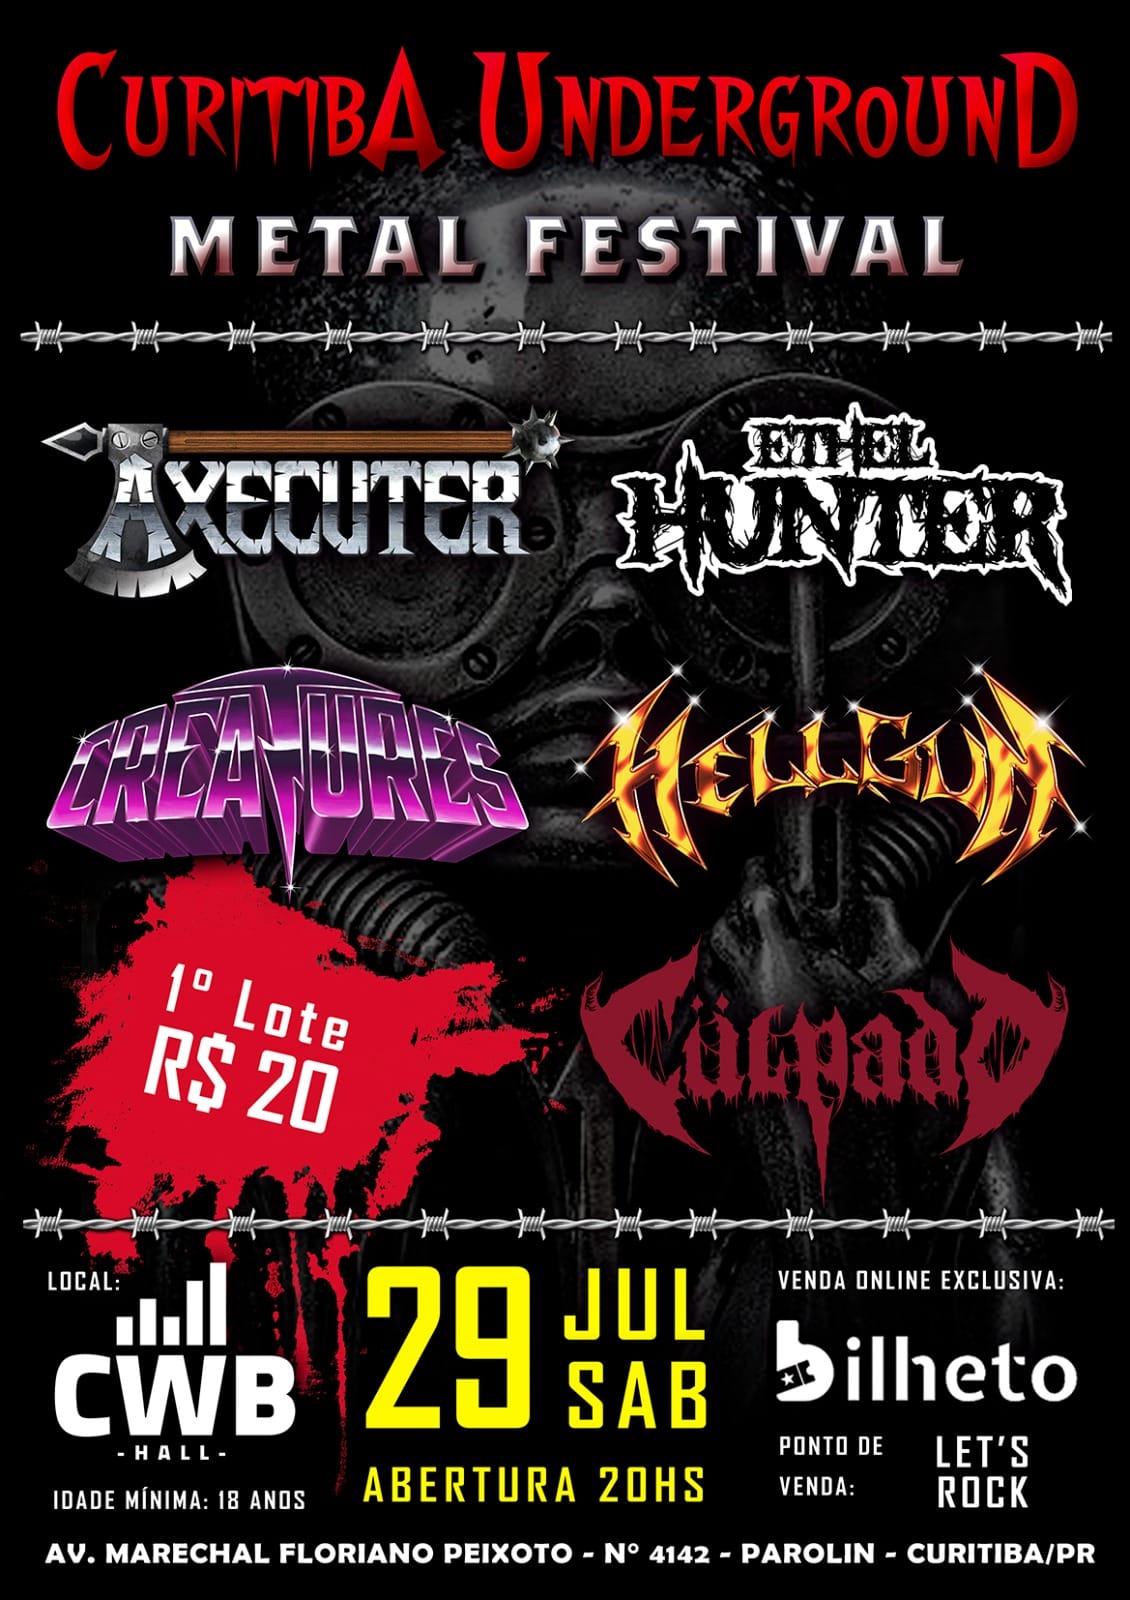 CURITIBA UNDERGROUND
METAL FESTIVAL
AXECUTER
ETHEL
HUNTER
CREATURES
HELLGUN
1º Lote
R$ 20
CÜLPADO
LOCAL:
CWB
- HALL -
IDADE MÍNIMA: 18 ANOS
29 JUL
SAB
ABERTURA 20HS
VENDA ONLINE EXCLUSIVA:
bilheto
PONTO DE
VENDA:
LET'S
ROCK
AV. MARECHAL FLORIANO PEIXOTO - N° 4142 - PAROLIN - CURITIBA/PR